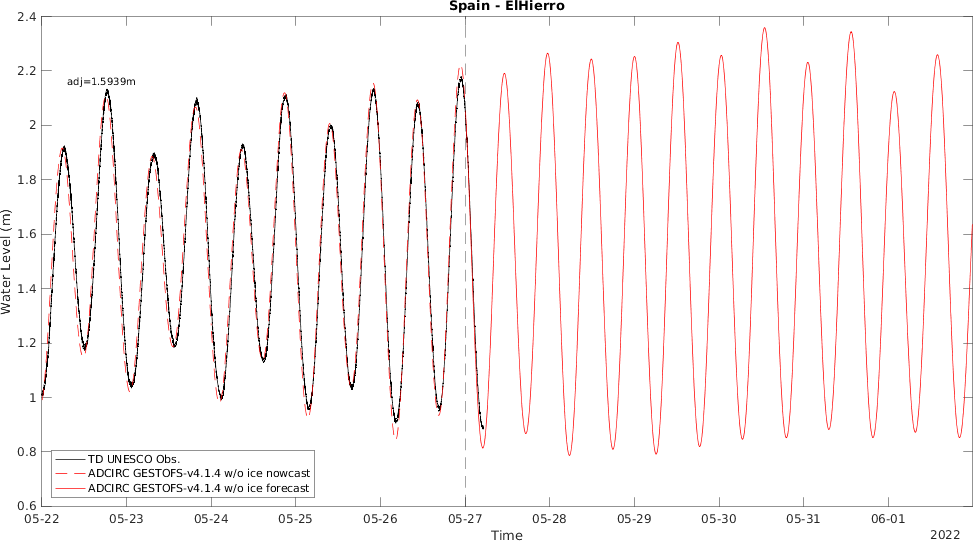 Spain - ElHierro
adj=1.5939m
Water Level (m)
2.4
2.2
2
1.8
1.6
1.4
1.2
1
0.8
0.6
TD UNESCO Obs.
ADCIRC GESTOFS-v4.1.4 w/o ice nowcast
ADCIRC GESTOFS-v4.1.4 w/o ice forecast
05-22 05-23 05-24 05-25 05-26 05-27 05-28 05-29 05-30 05-31 06-01
Time
2022